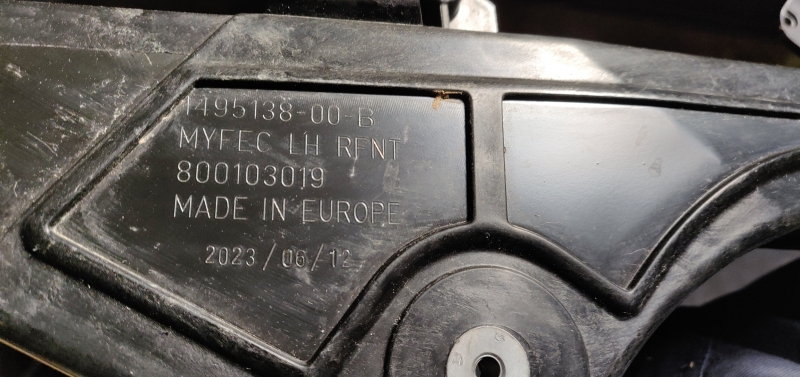 1495138-00-B
MYFEC LH RFNT
800103019
MADE IN EUROPE
2023/06/12